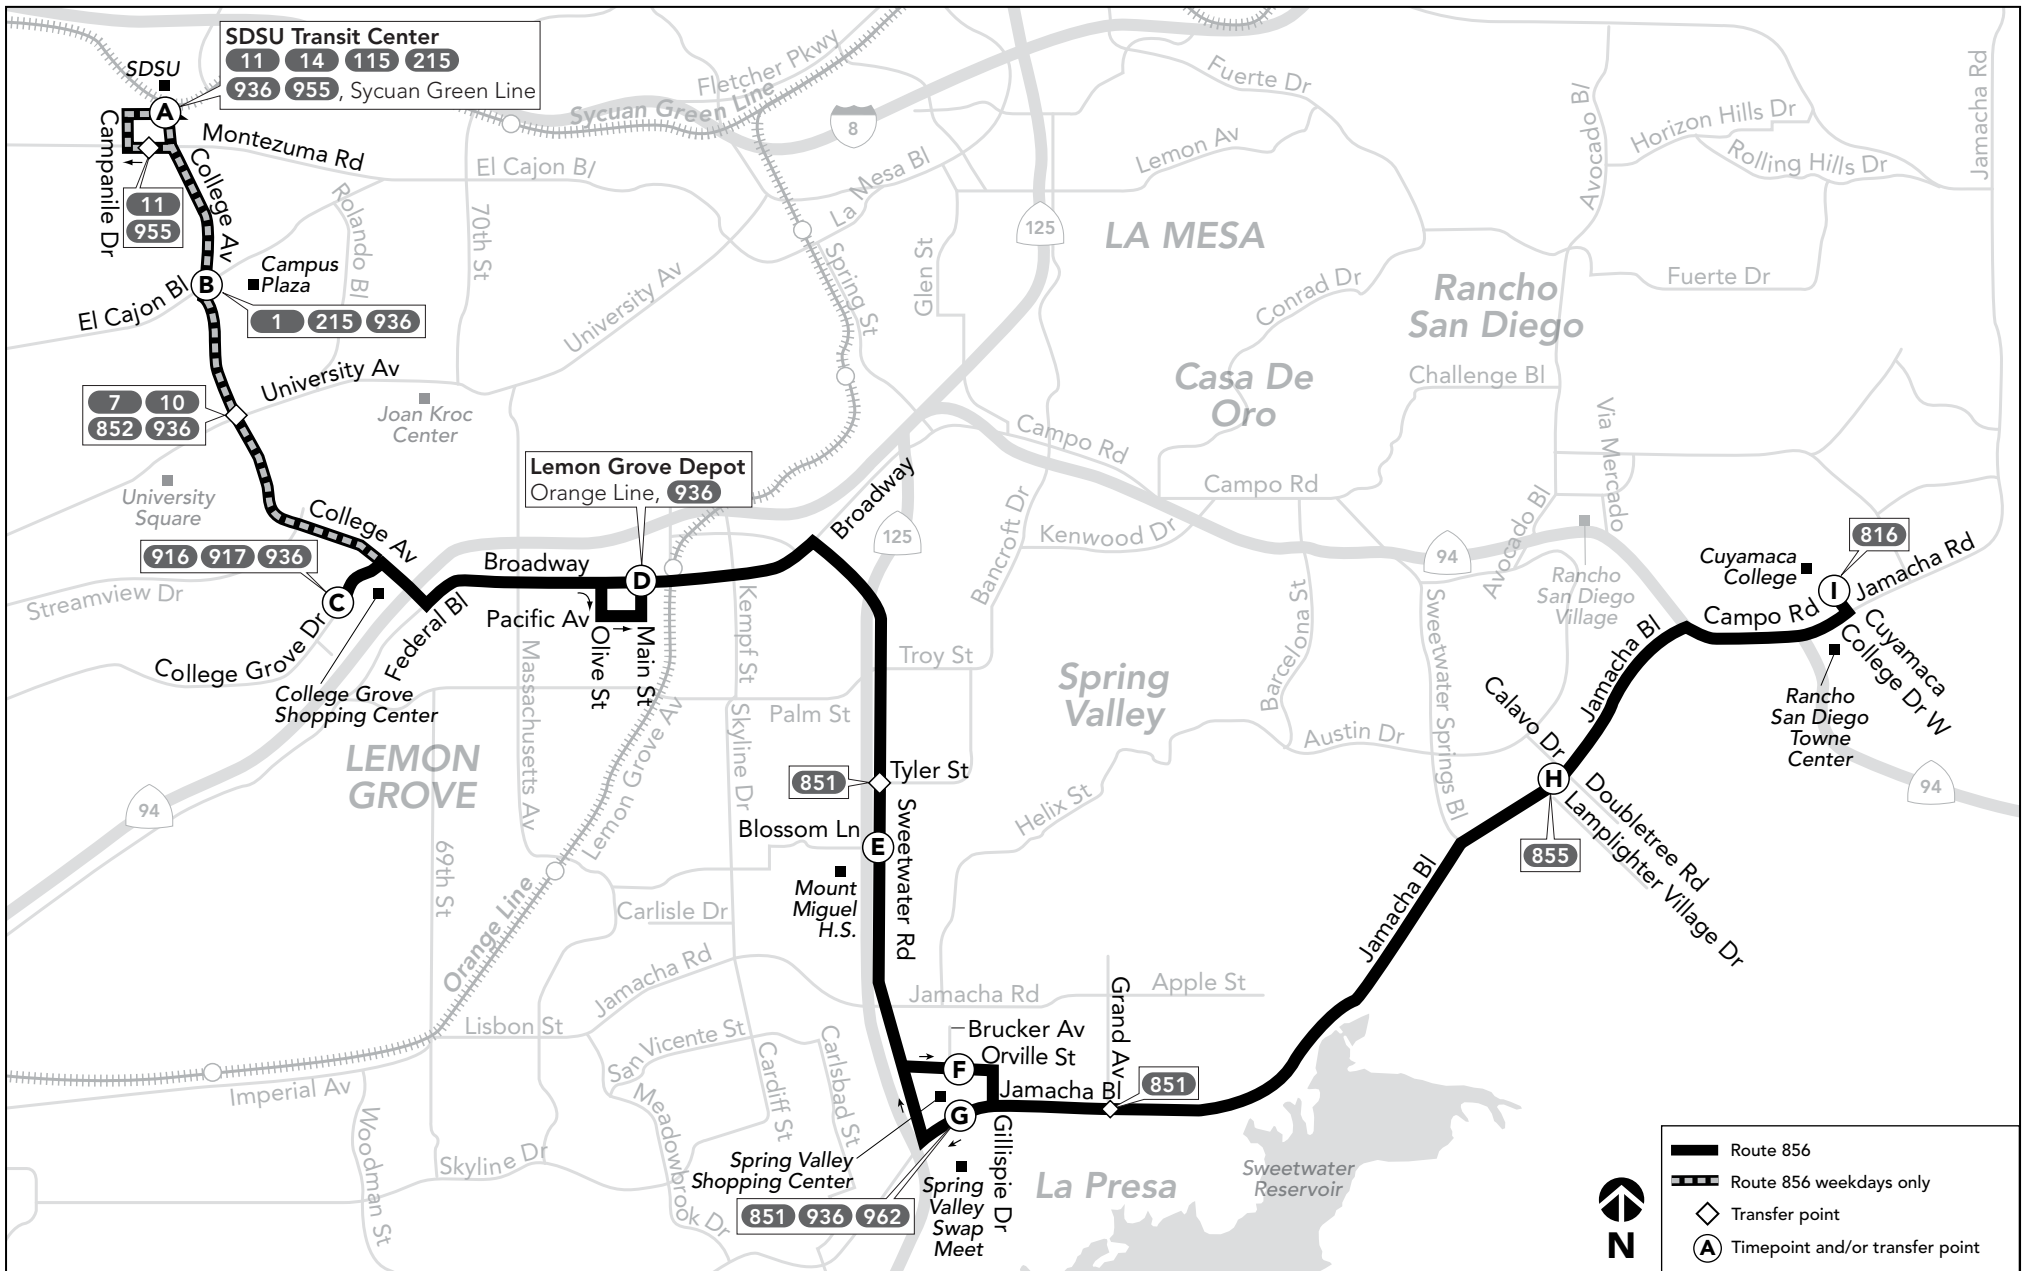 SDSU Transit Center
11 14 115 215
936 955, Sycuan Green Line
SDSU
A
Campanile Dr
Montezuma Rd
College Av
11
955
B
Campus
Plaza
El Cajon Bl
1 215 936
Rolando Bl
70th St
El Cajon B/
University Av
University Av
7 10
852 936
Joan Kroc
Center
University
Square
College Av
916 917 936
C
Streamview Dr
College Grove Dr
College Grove
Shopping Center
Federal Bl
Fletcher Pkwy
Sycuan Green Line
8
La Mesa Bl
Spring St
Glen St
125
Lemon Av
Fuerte Dr
LA MESA
Avocapo Bl
Horizon Hills Dr
Rolling Hills Dr
Jamacha Rd
Fuerte Dr
Conrad Dr
Rancho
San Diego
Casa De
Oro
Challenge Bl
Via Mercado
Campo Rd
Campo Rd
Kenwood Dr
Bancroft Dr
Barcelona St
94
Avocado Bl
Sweetwater Springs Bl
Rancho
San Diego
Village
Lemon Grove Depot
Orange Line, 936
Broadway
D
Pacific Av
Olive St
Main St
Broadway
125
Kempf St
Massachusetts Av
Lemon Grove Av
Skyline Dr
Palm St
Troy St
LEMON
GROVE
94
69th St
Orange Line
Spring
Valley
Austin Dr
Helix St
851
Tyler St
Blossom Ln
E
Sweetwater Rd
Mount
Miguel
H.S.
Carlisle Dr
Jamacha Rd
Lisbon St
Imperial Av
San Vicente St
Cardiff St
Carlsbad St
Meadowbrook Dr
Woodman St
Skyline Dr
Jamacha Rd
Apple St
Grand Av
Brucker Av
Orville St
F
Jamacha Bl
851
G
Gillispie Dr
Spring Valley
Shopping Center
851 936 962
Spring
Valley
Swap
Meet
La Presa
Sweetwater
Reservoir
Jamacha Bl
H
855
Calavo Dr
Doubletree Rd
Lamplighter Village Dr
Jamacha Bl
Campo Rd
Cuyamaca
College
816
I
Jamacha Rd
Cuyamaca
College Dr W
Rancho
San Diego
Towne
Center
94
N
Route 856
Route 856 weekdays only
Transfer point
A Timepoint and/or transfer point